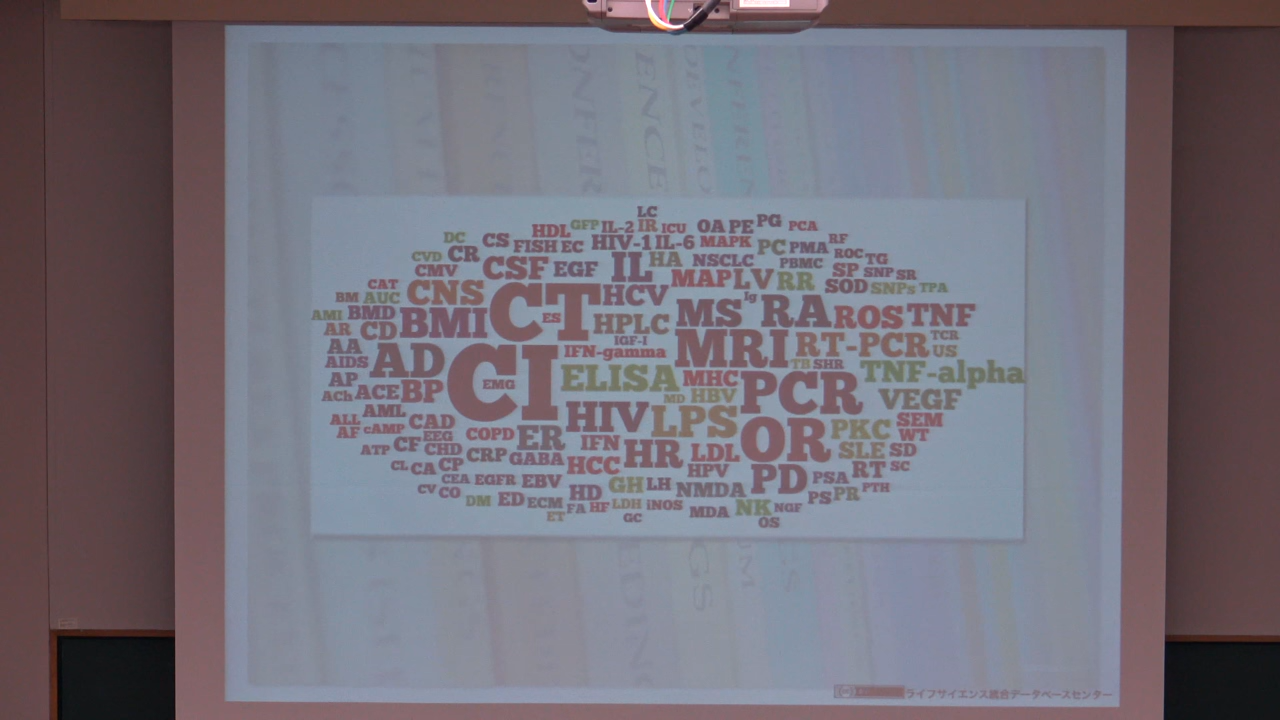 LC
HDL GFP IL-2 IR ICU OA PE PG PCA
DC CS FISH EC HIV-1 IL-6 MAPK PC PMA RF
CVD CR CSF EGF IL HA NSCLC PBMC ROC TG
CMV MAP LV RR SP SNP SR
CAT CNS CT HCV SOD SNPs TPA
BM AUC Ig
AMI BMD BMI ES HPLC MS RA ROS TNF
AR CD IGF-I MRI RT-PCR TCR
AA AD CI IFN-gamma US
AIDS TB SHR TNF-alpha
AP EMG ELISA MHC PCR
ACh ACE BP MD HBV VEGF
AML HIV LPS OR
ALL CAD PKC SEM
AF cAMP EEG COPD ER WT
ATP CF CHD CRP GABA IFN HR LDL SLE SD
CL CA CP HCC HPV PD RT SC
CEA EGFR EBV GH LH NMDA PSA
CV CO DM ED ECM HD PS PR PTH
FA HF LDH iNOS MDA NK NGF
ET GC OS
ONFER
ENCE
DEVELO
ライフサイエンス統合データベースセンター